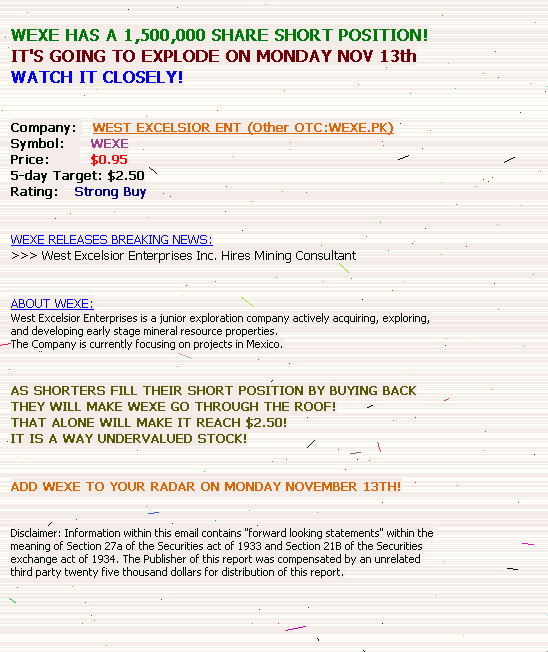 WEXE HAS A 1,500,000 SHARE SHORT POSITION!
IT'S GOING TO EXPLODE ON MONDAY NOV 13th
WATCH IT CLOSELY!
Company: WEST EXCELSIOR ENT (Other OTC:WEXE.PK)
Symbol: WEXE
Price: $0.95
5-day Target: $2.50
Rating: Strong Buy
WEXE RELEASES BREAKING NEWS:
>>> West Excelsior Enterprises Inc. Hires Mining Consultant
ABOUT WEXE:
West Excelsior Enterprises is a junior exploration company actively acquiring, exploring,
and developing early stage mineral resource properties.
The Company is currently focusing on projects in Mexico.
AS SHORTERS FILL THEIR SHORT POSITION BY BUYING BACK
THEY WILL MAKE WEXE GO THROUGH THE ROOF!
THAT ALONE WILL MAKE IT REACH $2.50!
IT IS A WAY UNDERVALUED STOCK!
ADD WEXE TO YOUR RADAR ON MONDAY NOVEMBER 13TH!
Disclaimer: Information within this email contains "forward looking statements" within the
meaning of Section 27a of the Securities act of 1933 and Section 21B of the Securities
exchange act of 1934. The Publisher of this report was compensated by an unrelated
third party twenty five thousand dollars for distribution of this report.